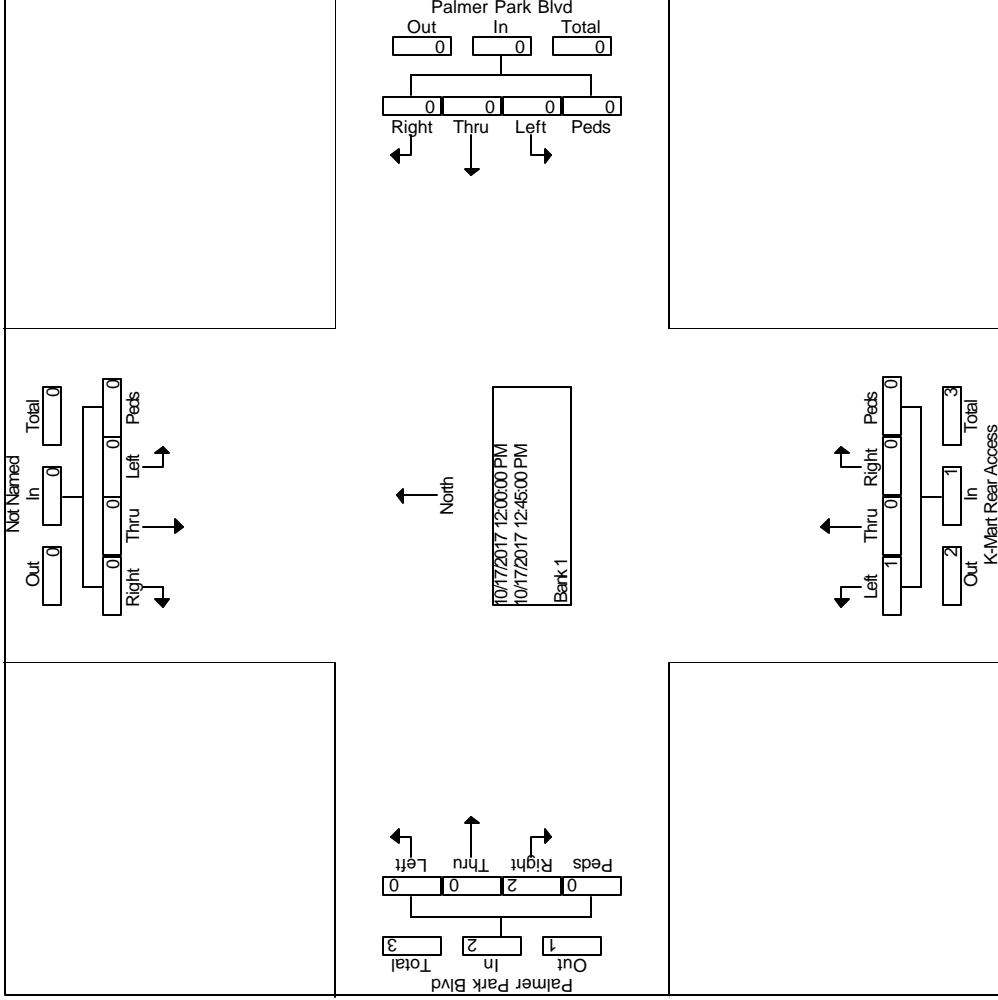 Palmer Park Blvd
Out In Total
0 0 0
0 0 0 0
Right Thru Left Peds
Not Named
Out In Total
0 0 0
0 0 0 0
Right Thru Left Peds
North
10/17/2017 12:00:00 PM
10/17/2017 12:45:00 PM
Bank 1
Left Thru Right Peds
1 0 0 0
2 1 3
Out In Total
K-Mart Rear Access
Left Thru Right Peds
0 0 2 0
3 2 1
Total In Out
Palmer Park Blvd